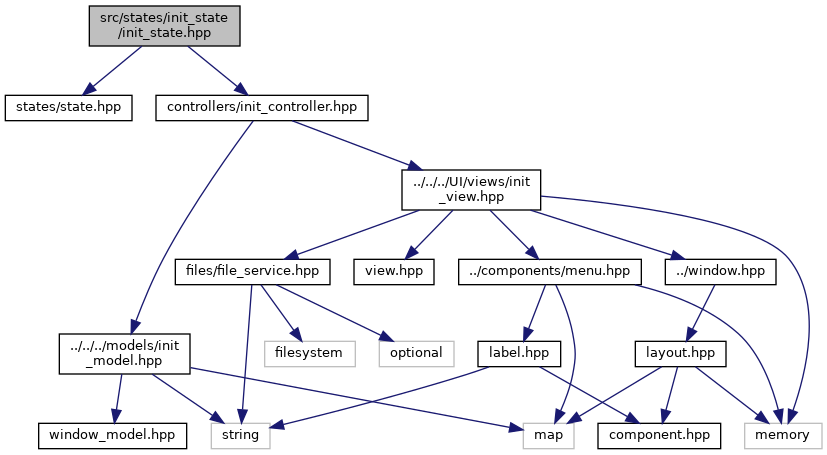 src/states/init_state
/init_state.hpp
states/state.hpp
controllers/init_controller.hpp
../../../UI/views/init
_view.hpp
files/file_service.hpp
view.hpp
../components/menu.hpp
../window.hpp
../../../models/init
_model.hpp
filesystem
optional
label.hpp
layout.hpp
window_model.hpp
string
map
component.hpp
memory